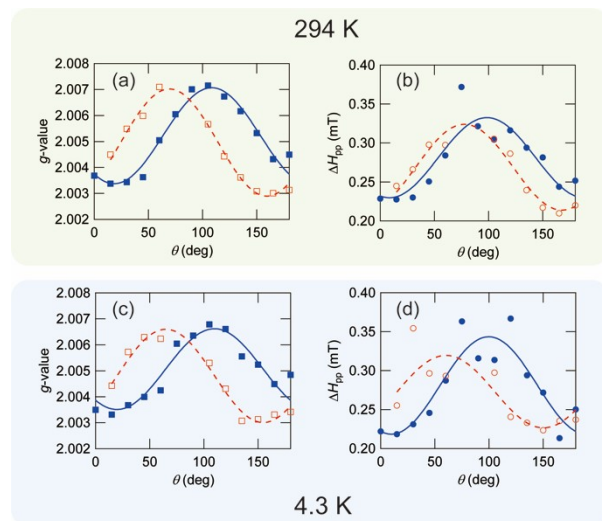 294 K
(a)
g-value
2.008
2.007
2.006
2.005
2.004
2.003
2.002
0 50 100 150
θ (deg)
(b)
ΔHpp (mT)
0.40
0.35
0.30
0.25
0.20
0 50 100 150
θ (deg)
(c)
g-value
2.008
2.007
2.006
2.005
2.004
2.003
2.002
0 50 100 150
θ (deg)
(d)
ΔHpp (mT)
0.40
0.35
0.30
0.25
0.20
0 50 100 150
θ (deg)
4.3 K